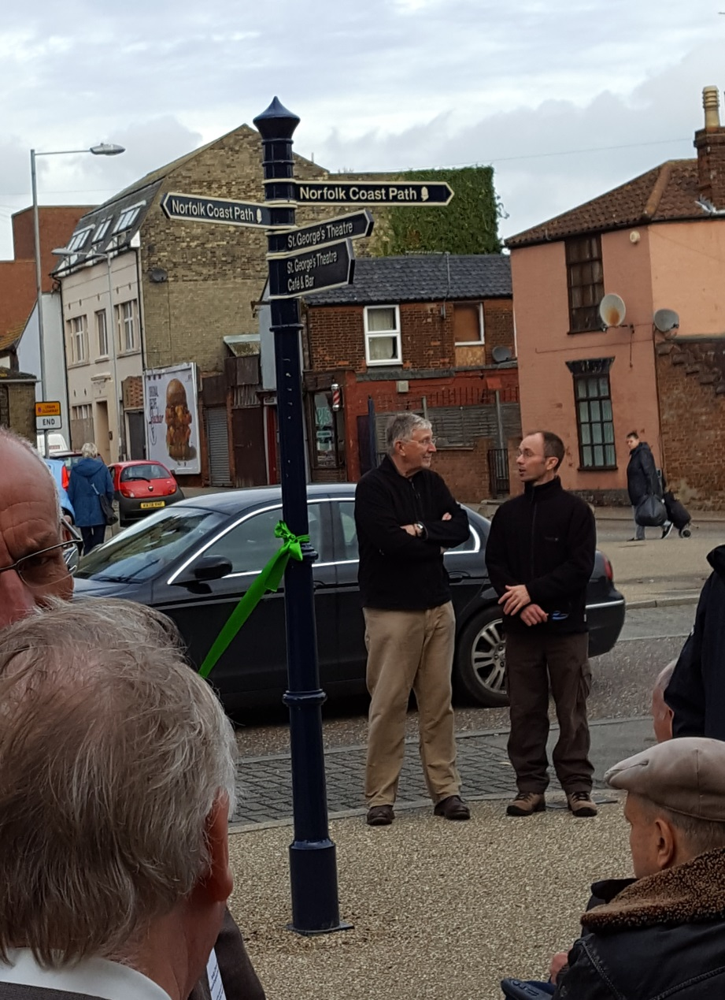 Norfolk Coast Path
Norfolk Coast Path
St. George's Theatre
St. George's Theatre
Café & Bar
END